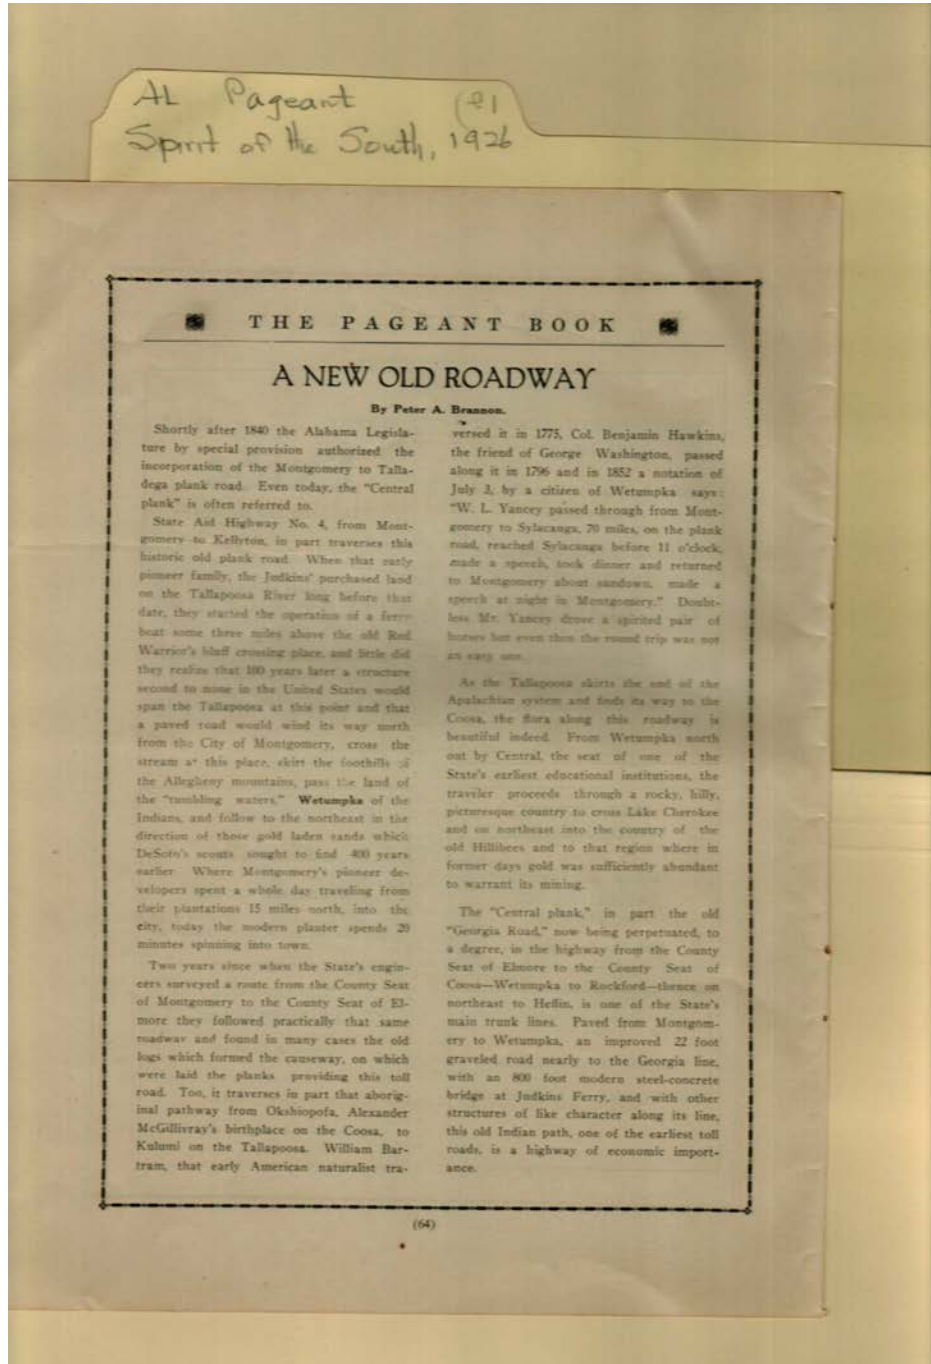 AL Pageant (21
Spirit of the South, 1926
THE PAGEANT BOOK
A NEW OLD ROADWAY
By Peter A. Brannon.
Shortly after 1840 the Alabama Legisla-
ture by special provision authorized the
incorporation of the Montgomery to Talla-
dega plank road. Even today, the "Central
plank" is often referred to.
State Aid Highway No. 4, from Mont-
gomery to Kellyton, in part traverses this
historic old plank road. When that early
pioneer family, the Judkins' purchased land
on the Tallapoosa River long before that
date, they started the operation of a ferry
boat some three miles above the old Red
Warrior's bluff crossing place, and little did
they realize that 100 years later a structure
second to none in the United States would
span the Tallapoosa at this point and that
a paved road would wind its way north
from the City of Montgomery, cross the
stream at this place, skirt the foothills of
the Allegheny mountains, pass the land of
the "tumbling waters," Wetumpka of the
Indians, and follow to the northeast in the
direction of those gold laden sands which
DeSoto's scouts sought to find 400 years
earlier Where Montgomery's pioneer de-
velopers spent a whole day traveling from
their plantations 15 miles north, into the
city, today the modern planter spends 20
minutes spinning into town.
Two years since when the State's engin-
eers surveyed a route from the County Seat
of Montgomery to the County Seat of El-
more they followed practically that same
roadway and found in many cases the old
logs which formed the causeway, on which
were laid the planks providing this toll
road. Too, it traverses in part that aborig-
inal pathway from Okshiopofa, Alexander
McGillivray's birthplace on the Coosa, to
Kulumi on the Tallapoosa. William Bar-
tram, that early American naturalist tra-
versed it in 1775, Col. Benjamin Hawkins,
the friend of George Washington, passed
along it in 1796 and in 1852 a notation of
July 3, by a citizen of Wetumpka says:
"W. L. Yancey passed through from Mont-
gomery to Sylacauga, 70 miles, on the plank
road, reached Sylacauga before 11 o'clock,
made a speech, took dinner and returned
to Montgomery about sundown, made a
speech at night in Montgomery." Doubt-
less Mr. Yancey drove a spirited pair of
horses but even then the round trip was not
an easy one.
As the Tallapoosa skirts the end of the
Apalachian system and finds its way to the
Coosa, the flora along this roadway is
beautiful indeed. From Wetumpka north
out by Central, the seat of one of the
State's earliest educational institutions, the
traveler proceeds through a rocky, hilly,
picturesque country to cross Lake Cherokee
and on northeast into the country of the
old Hillibees and to that region where in
former days gold was sufficiently abundant
to warrant its mining.
The "Central plank," in part the old
"Georgia Road," now being perpetuated, to
a degree, in the highway from the County
Seat of Elmore to the County Seat of
Coosa—Wetumpka to Rockford—thence on
northeast to Heflin, is one of the State's
main trunk lines. Paved from Montgom-
ery to Wetumpka, an improved 22 foot
graveled road nearly to the Georgia line,
with an 800 foot modern steel-concrete
bridge at Judkins Ferry, and with other
structures of like character along its line,
this old Indian path, one of the earliest toll
roads, is a highway of economic import-
ance.
(64)